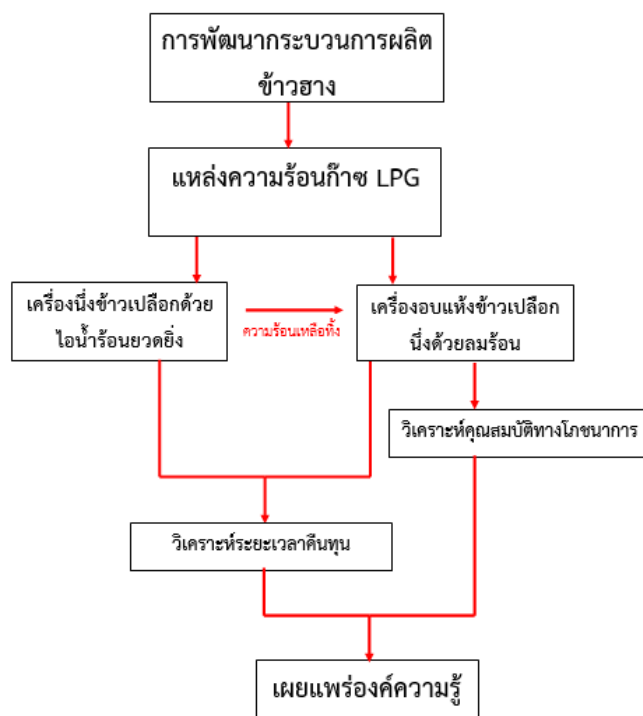 การพัฒนากระบวนการผลิต
ข้าวฮาง
แหล่งความร้อนก๊าซ LPG
เครื่องนึ่งข้าวเปลือกด้วย
ไอน้ำร้อนยวดยิ่ง
ความร้อนเหลือทิ้ง
เครื่องอบแห้งข้าวเปลือก
นึ่งด้วยลมร้อน
วิเคราะห์คุณสมบัติทางโภชนาการ
วิเคราะห์ระยะเวลาคืนทุน
เผยแพร่องค์ความรู้